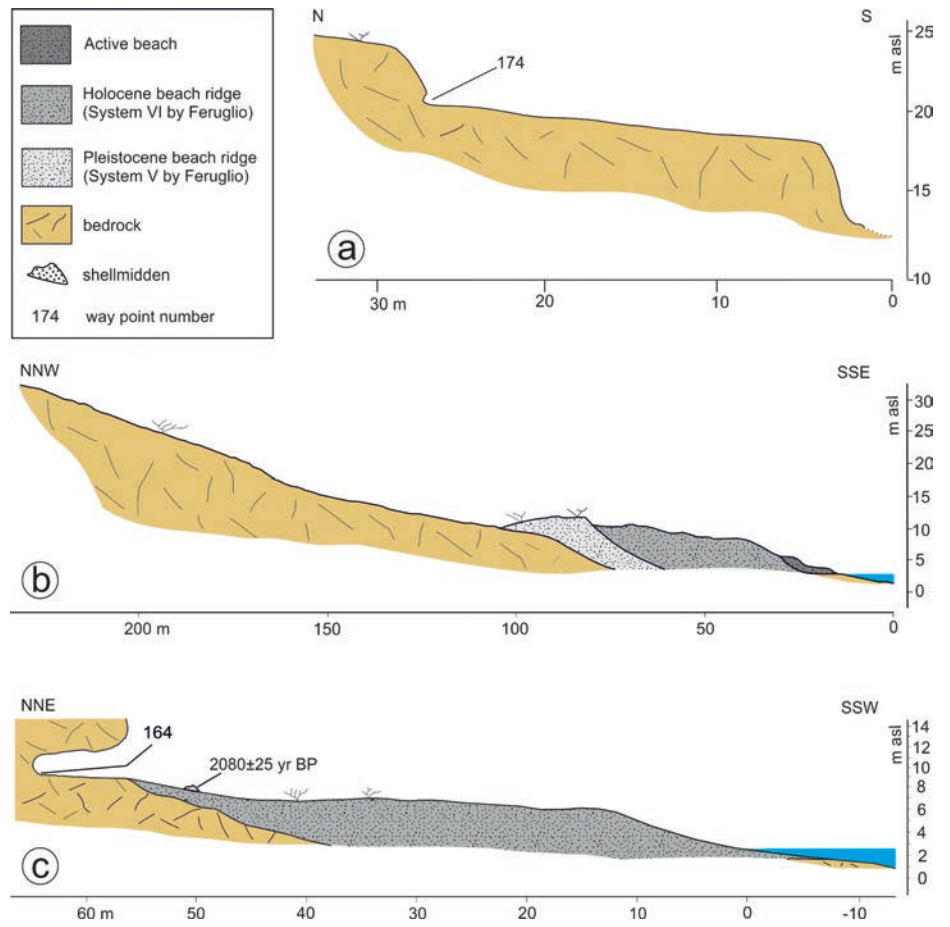 Active beach
Holocene beach ridge
(System VI by Feruglio)
Pleistocene beach ridge
(System V by Feruglio)
bedrock
shellmidden
174 way point number
N S
174
m asl
25
20
15
10
a
30 m 20 10 0
NNW SSE
m asl
30
25
20
15
10
5
0
b
200 m 150 100 50 0
NNE SSW
164
2080±25 yr BP
m asl
14
12
10
8
6
4
2
0
c
60 m 50 40 30 20 10 0 -10